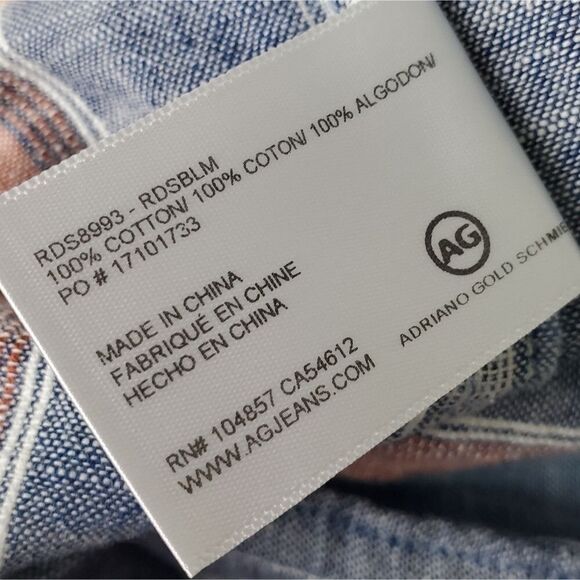 RDS8993 - RDSBLM
100% COTTON/ 100% COTON/ 100% ALGODON/
PO # 17101733
MADE IN CHINA
FABRIQUÉ EN CHINE
HECHO EN CHINA
RN# 104857 CA54612
WWW.AGJEANS.COM
AG
ADRIANO GOLD SCHMIE